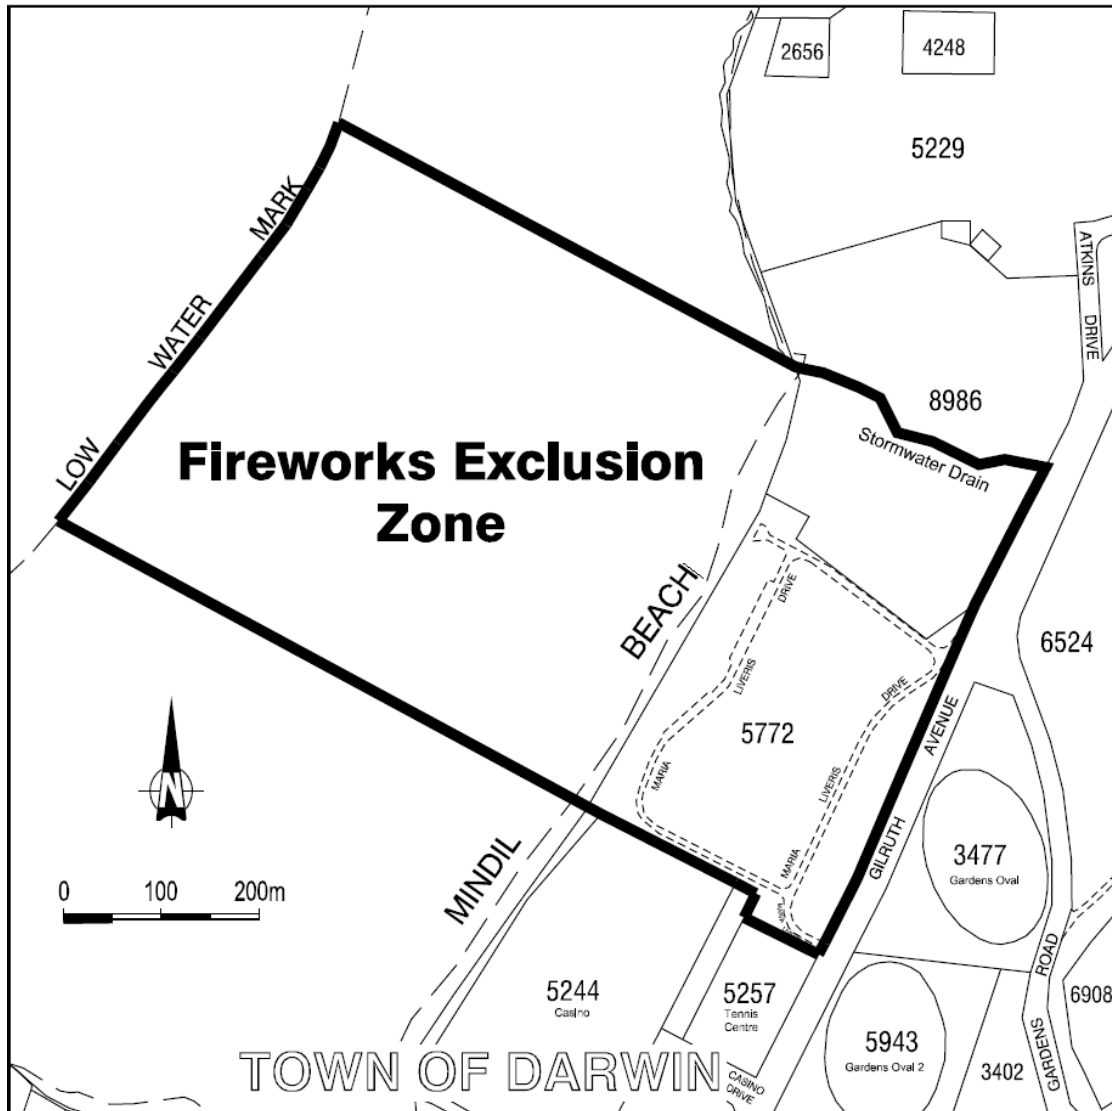 2656
4248
5229
ATKINS
DRIVE
MARK
WATER
LOW
8986
Stormwater Drain
Fireworks Exclusion
Zone
BEACH
DRIVE
LIVERIS
MARIA
DRIVE
LIVERIS
MARIA
5772
6524
AVENUE
GILRUTH
N
0 100 200m
MINDIL
3477
Gardens Oval
ROAD
GARDENS
5244
Casino
5257
Tennis
Centre
5943
Gardens Oval 2
6908
3402
CASINO
DRIVE
TOWN OF DARWIN